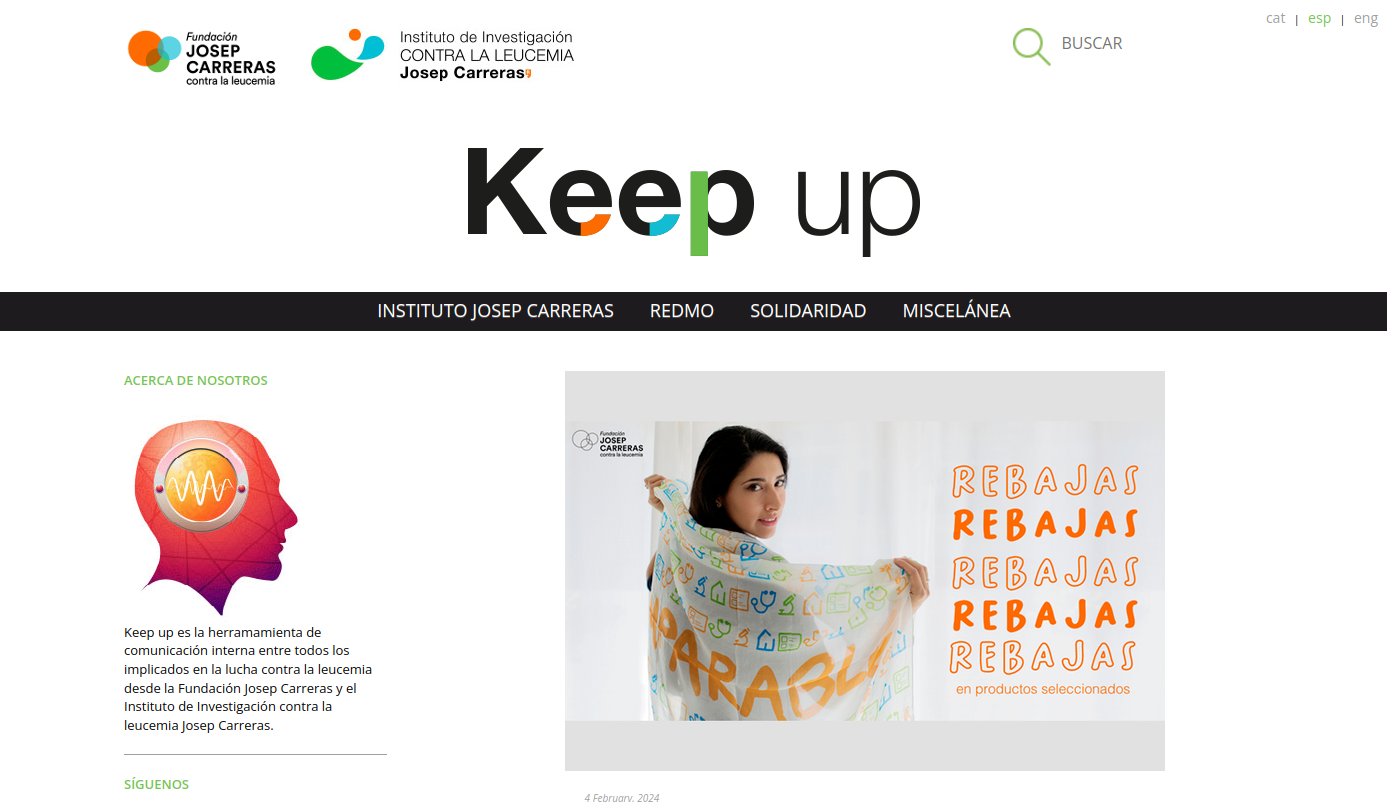 cat | esp | eng
Fundación
JOSEP
CARRERAS
contra la leucemia
Instituto de Investigación
CONTRA LA LEUCEMIA
Josep Carreras
BUSCAR
Keep up
INSTITUTO JOSEP CARRERAS REDMO SOLIDARIDAD MISCELÁNEA
ACERCA DE NOSOTROS
Keep up es la herramamienta de
comunicación interna entre todos los
implicados en la lucha contra la leucemia
desde la Fundación Josep Carreras y el
Instituto de Investigación contra la
leucemia Josep Carreras.
SÍGUENOS
Fundación
JOSEP
CARRERAS
contra la leucemia
PARABL
REBAJAS
REBAJAS
REBAJAS
REBAJAS
REBAJAS
en productos seleccionados
4 February, 2024